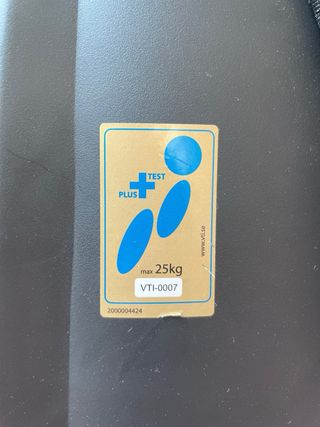 TEST
PLUS
www.vti.se
max 25kg
VTI-0007
2000004424